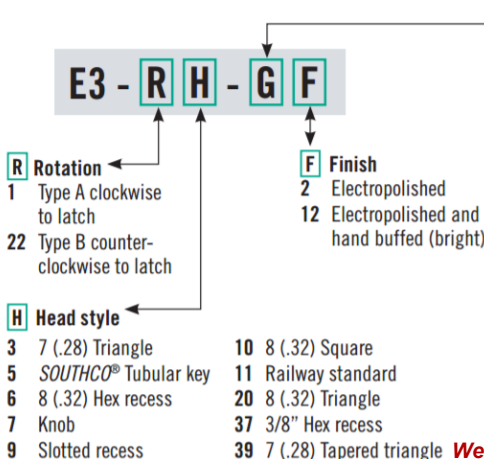 E3 - R H - G F
R Rotation
1 Type A clockwise
to latch
22 Type B counter-
clockwise to latch
F Finish
2 Electropolished
12 Electropolished and
hand buffed (bright)
H Head style
3 7 (.28) Triangle
5 SOUTHCO® Tubular key
6 8 (.32) Hex recess
7 Knob
9 Slotted recess
10 8 (.32) Square
11 Railway standard
20 8 (.32) Triangle
37 3/8” Hex recess
39 7 (.28) Tapered triangle We